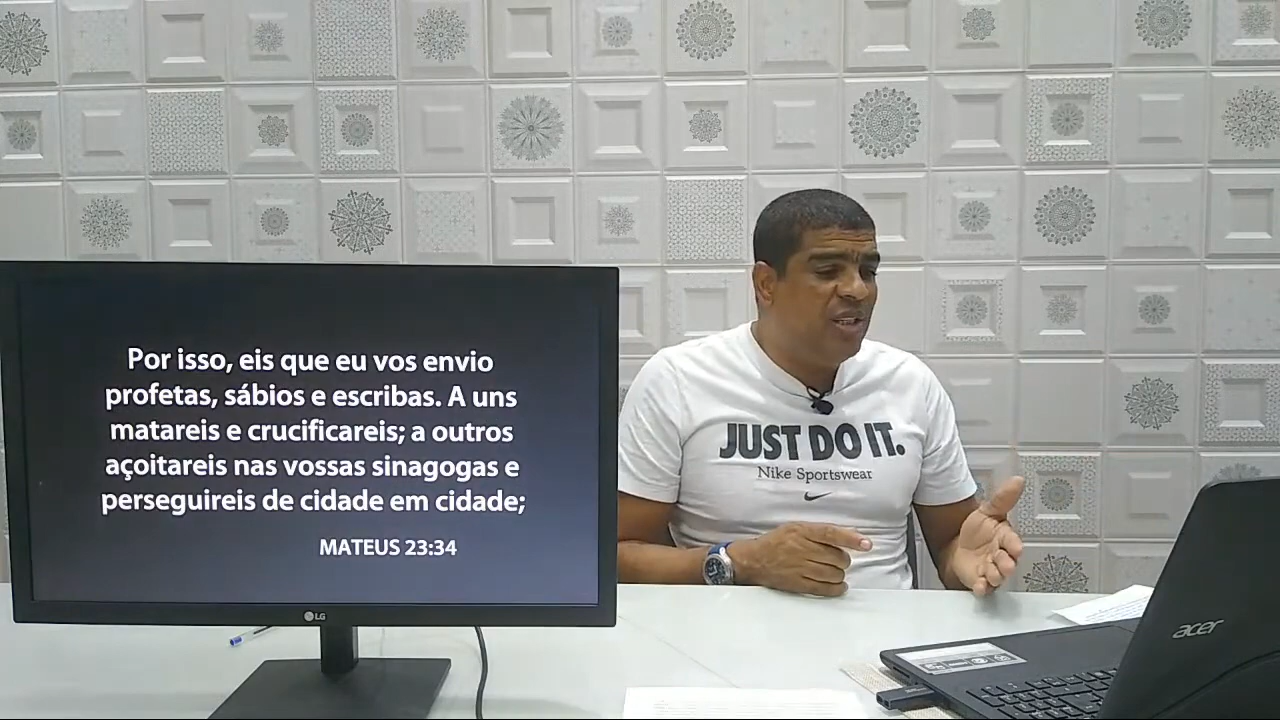 Por isso, eis que eu vos envio
profetas, sábios e escribas. A uns
matareis e crucificareis; a outros
açoitareis nas vossas sinagogas e
perseguireis de cidade em cidade;
MATEUS 23:34
LG
JUST DO IT.
Nike Sportswear
acer